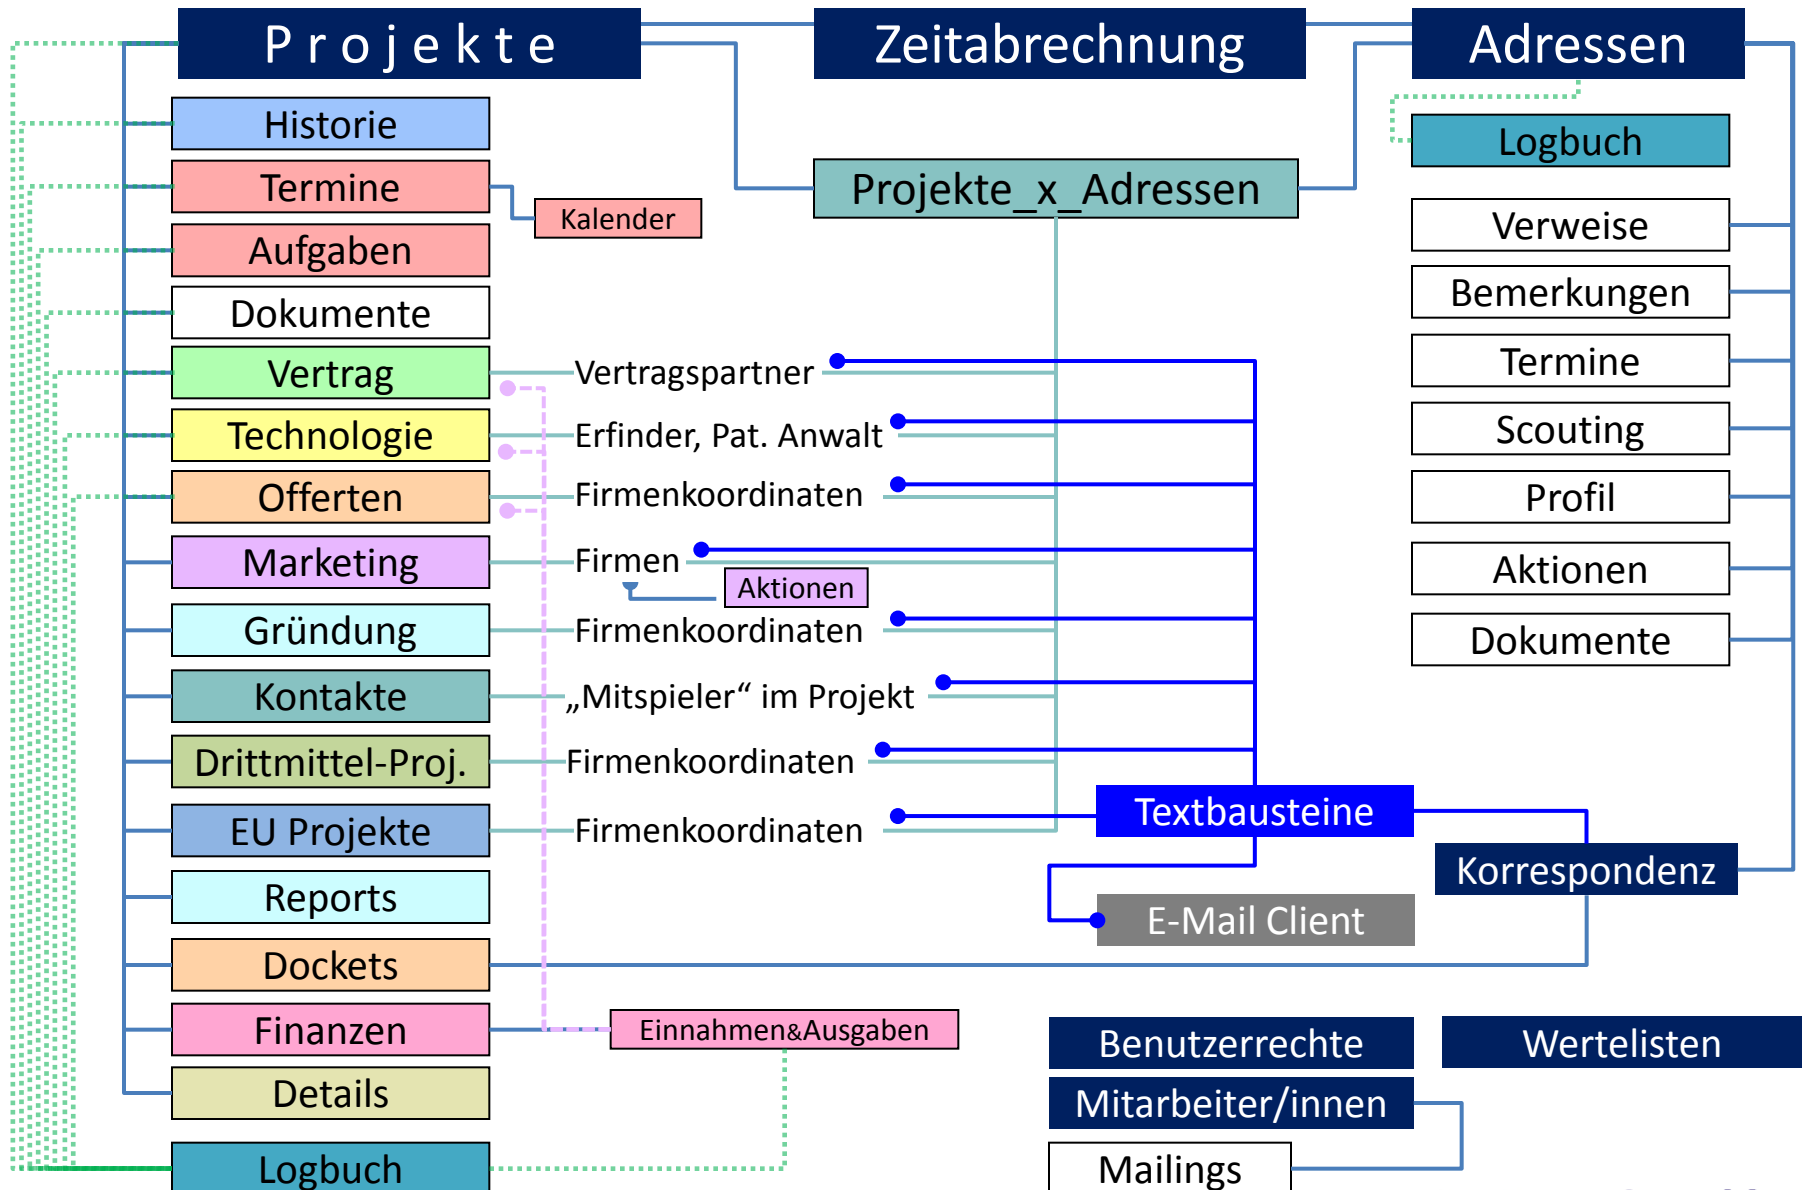 Projekte
Zeitabrechnung
Adressen
Historie
Logbuch
Termine
Projekte_x_Adressen
Kalender
Verweise
Aufgaben
Bemerkungen
Dokumente
Termine
Vertrag
Vertragspartner
Technologie
Erfinder, Pat. Anwalt
Scouting
Offerten
Firmenkoordinaten
Profil
Marketing
Firmen
Aktionen
Aktionen
Gründung
Firmenkoordinaten
Dokumente
Kontakte
„Mitspieler“ im Projekt
Drittmittel-Proj.
Firmenkoordinaten
Textbausteine
EU Projekte
Firmenkoordinaten
Korrespondenz
Reports
E-Mail Client
Dockets
Finanzen
Einnahmen&Ausgaben
Benutzerrechte
Wertelisten
Details
Mitarbeiter/innen
Logbuch
Mailings